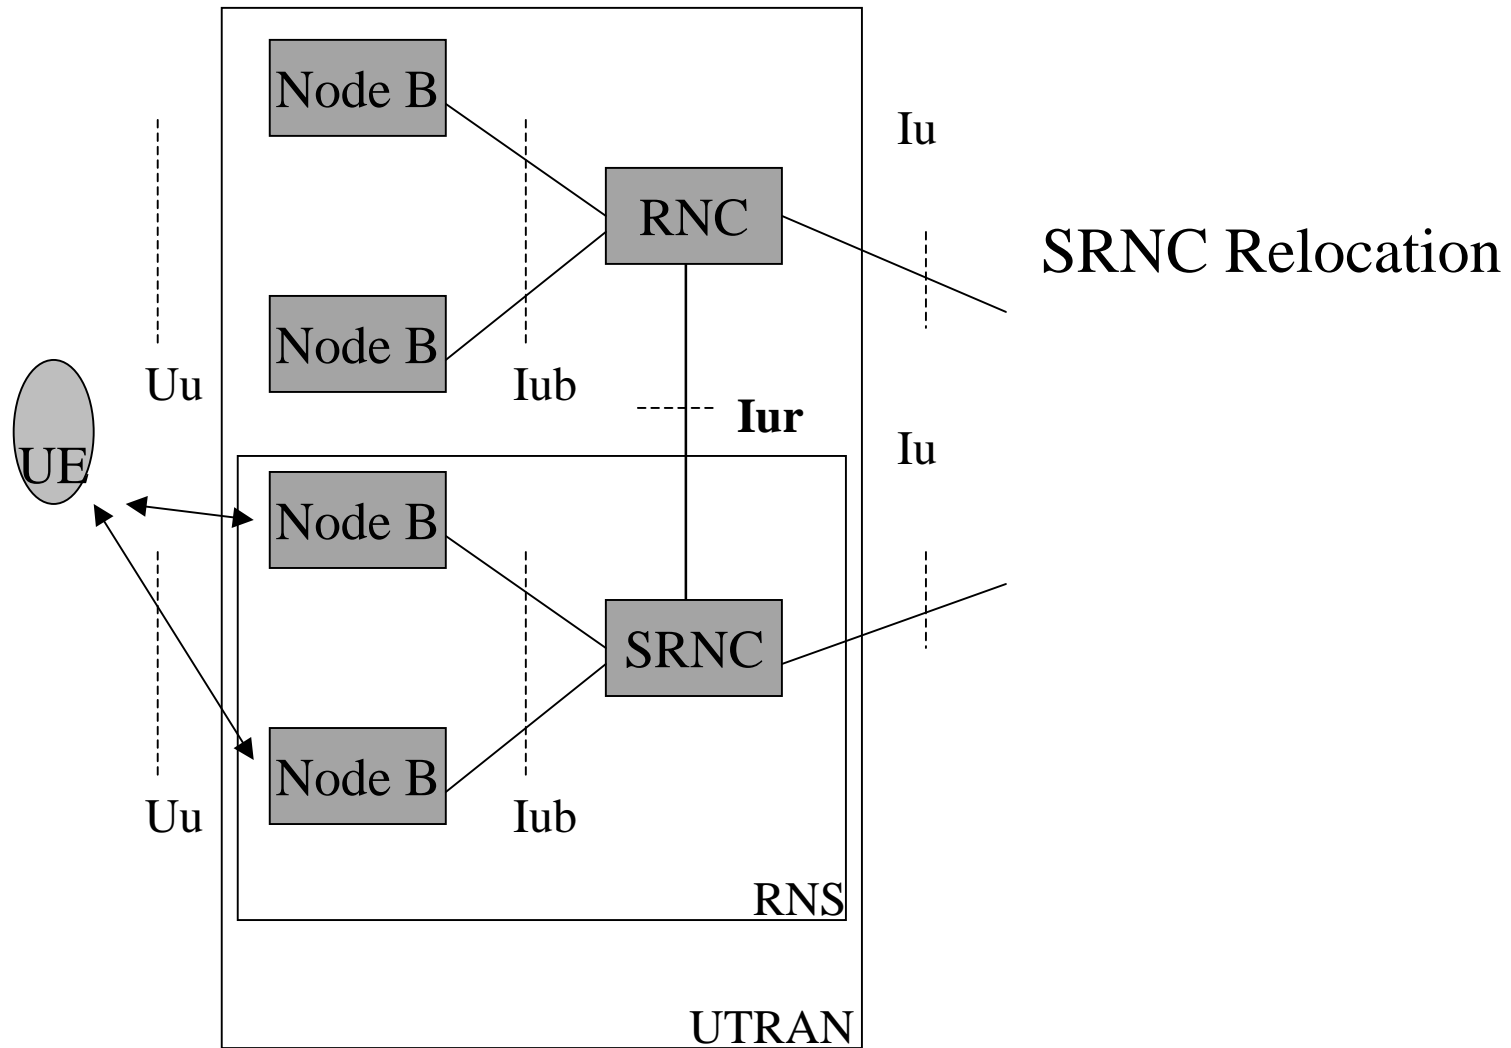 Node B
Iu
RNC
SRNC Relocation
Node B
Uu
Iub
Iur
Iu
UE
Node B
SRNC
Node B
Uu
Iub
RNS
UTRAN